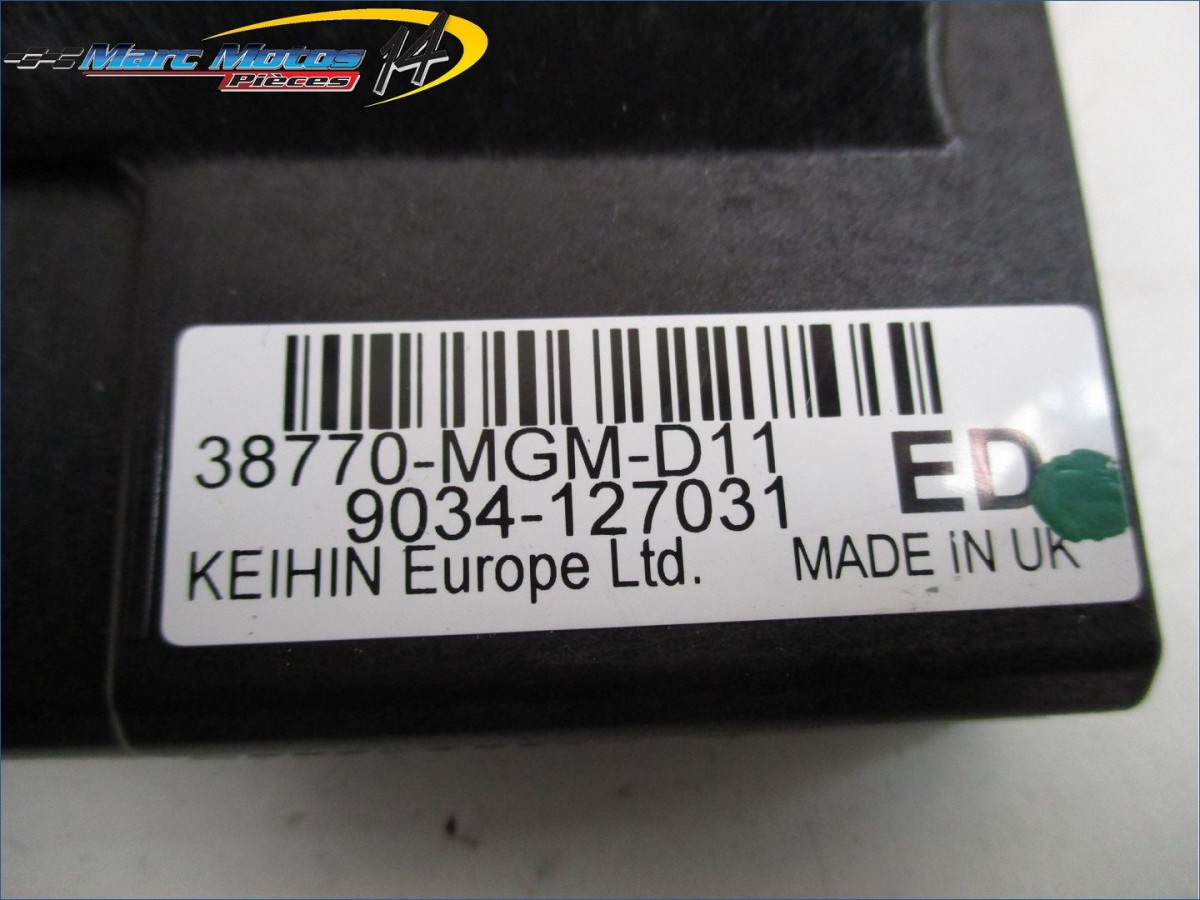 Marc Motos 14
Pièces
38770-MGM-D11
9034-127031
ED
KEIHIN Europe Ltd. MADE IN UK